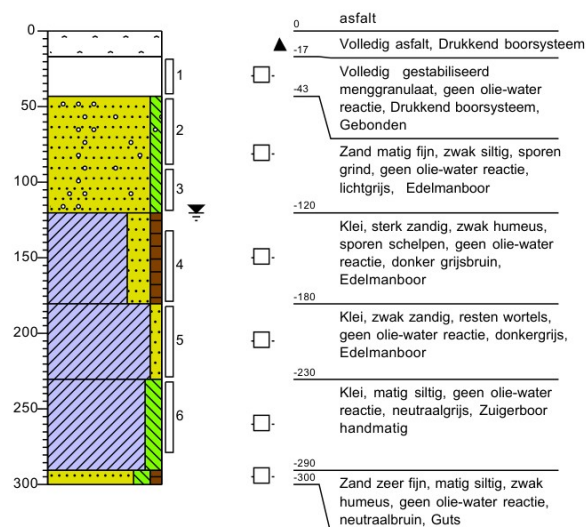 0
50
100
150
200
250
300
1
2
3
4
5
6
0
asfalt
-17
Volledig asfalt, Drukkend boorsysteem
-43
Volledig gestabiliseerd
menggranulaat, geen olie-water
reactie, Drukkend boorsysteem,
Gebonden
Zand matig fijn, zwak siltig, sporen
grind, geen olie-water reactie,
lichtgrijs, Edelmanboor
-120
Klei, sterk zandig, zwak humeus,
sporen schelpen, geen olie-water
reactie, donker grijsbruin,
Edelmanboor
-180
Klei, zwak zandig, resten wortels,
geen olie-water reactie, donkergrijs,
Edelmanboor
-230
Klei, matig siltig, geen olie-water
reactie, neutraalgrijs, Zuigerboor
handmatig
-290
-300
Zand zeer fijn, matig siltig, zwak
humeus, geen olie-water reactie,
neutraalbruin, Guts